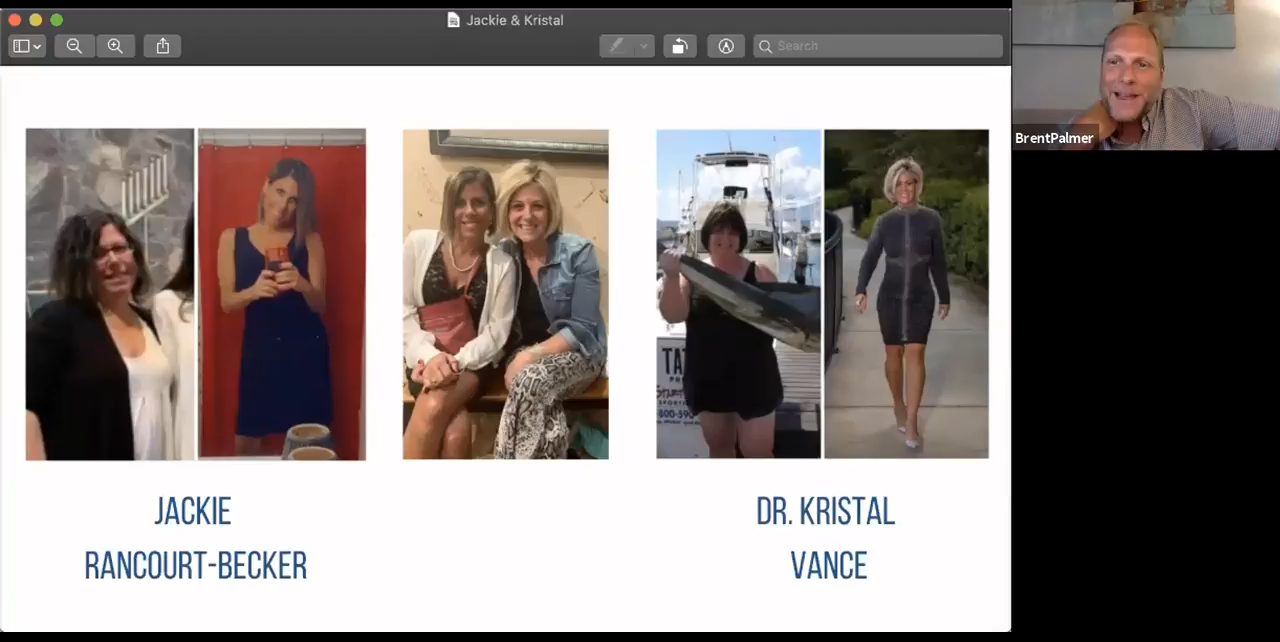 Jackie & Kristal
Search
BrentPalmer
JACKIE
RANCOURT-BECKER
DR. KRISTAL
VANCE